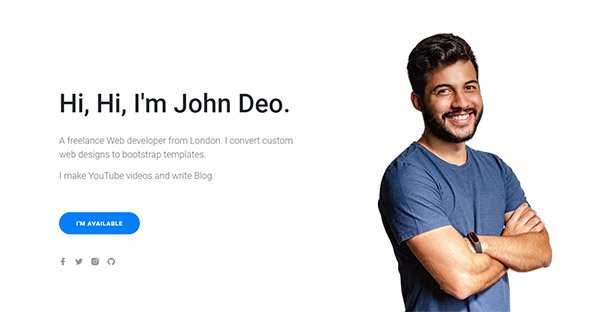 Hi, Hi, I'm John Deo.
A freelance Web developer from London. I convert custom
web designs to bootstrap templates.
I make YouTube videos and write Blog.
I'M AVAILABLE